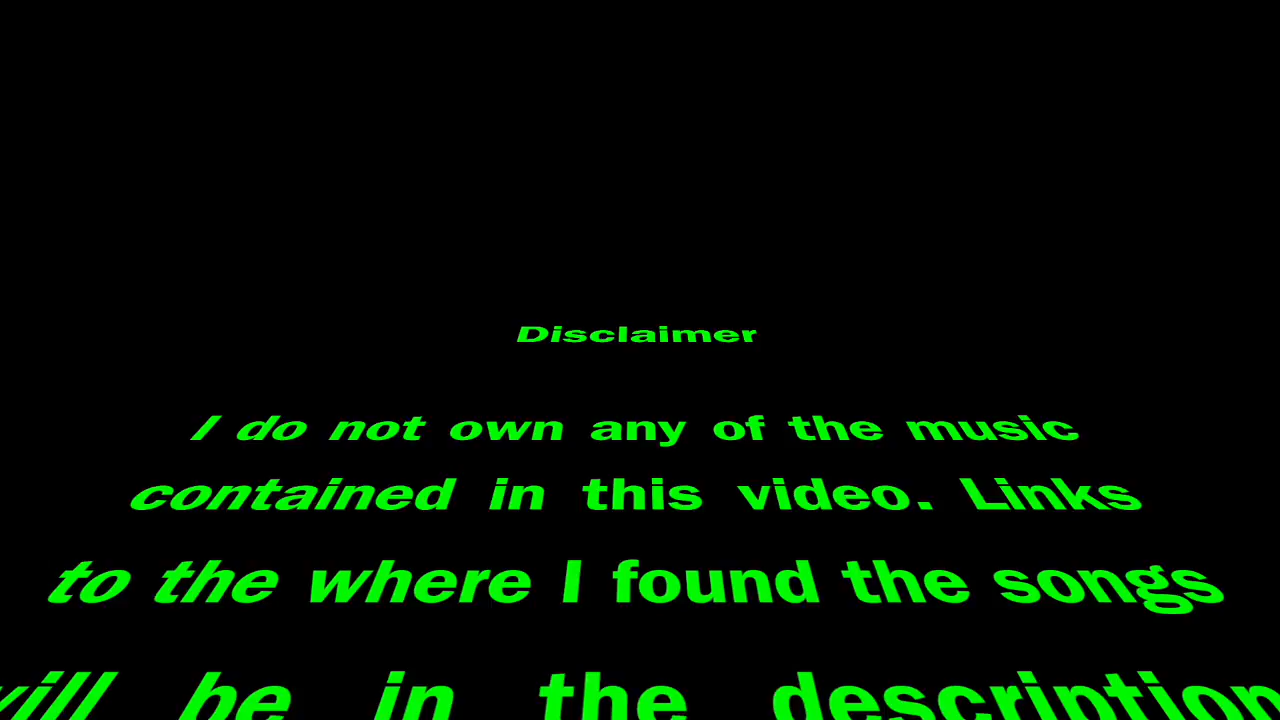 Disclaimer
I do not own any of the music
contained in this video. Links
to the where I found the songs
will be in the description